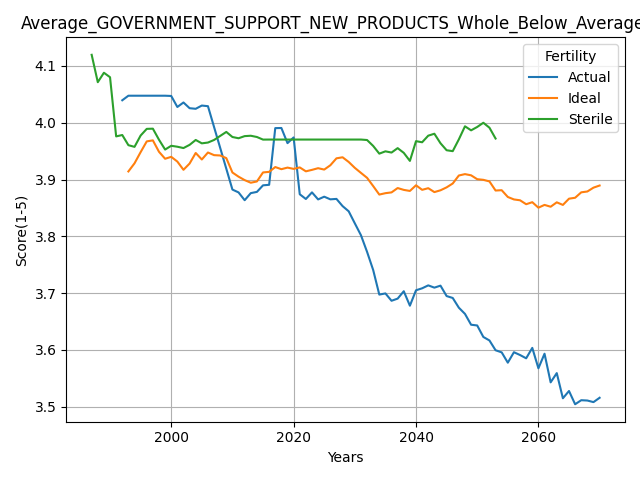 Average_GOVERNMENT_SUPPORT_NEW_PRODUCTS_Whole_Below_Average
Fertility
Actual
Ideal
Sterile
Score(1-5)
4.1
4.0
3.9
3.8
3.7
3.6
3.5
2000 2020 2040 2060
Years